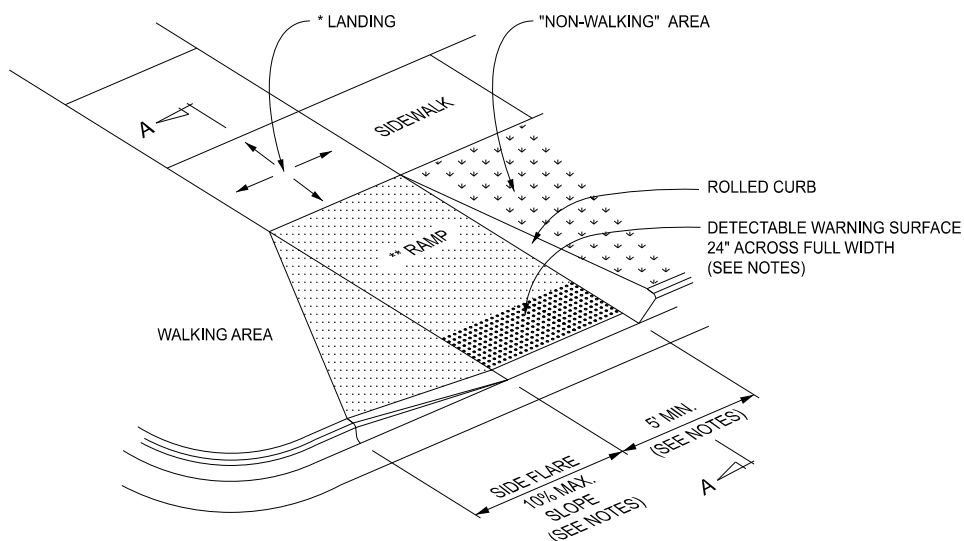 * LANDING
"NON-WALKING" AREA
A
SIDEWALK
ROLLED CURB
** RAMP
DETECTABLE WARNING SURFACE
24" ACROSS FULL WIDTH
(SEE NOTES)
WALKING AREA
5' MIN.
(SEE NOTES)
SIDE FLARE
10% MAX.
SLOPE
(SEE NOTES)
A